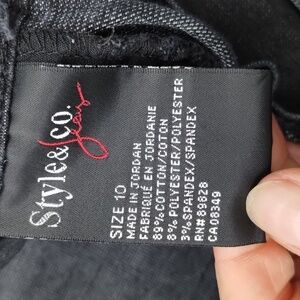 Style&co.
Jeans
SIZE 10
MADE IN JORDAN
FABRIQUÉ EN JORDANIE
89%COTTON/COTON
8% POLYESTER/POLYESTER
3%SPANDEX/SPANDEX
RN#89828
CA08349